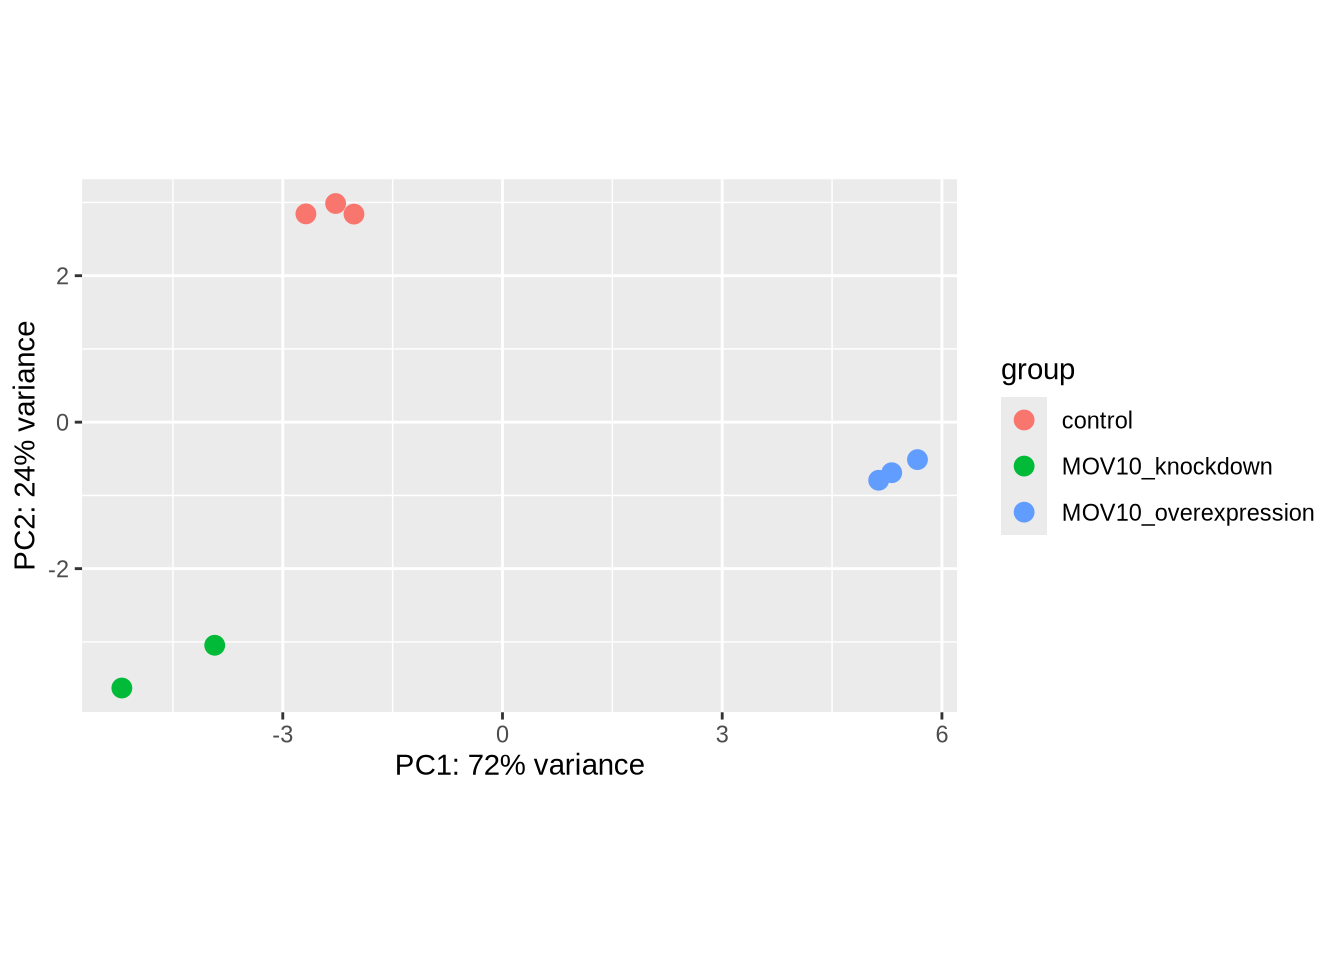 2
0
-2
-3
0
3
6
PC1: 72% variance
PC2: 24% variance
group
control
MOV10_knockdown
MOV10_overexpression